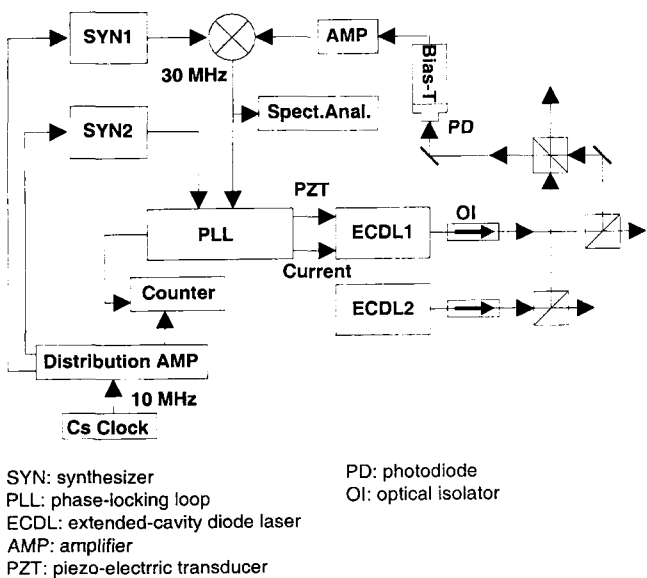 SYN1
AMP
Bias-T
30 MHz
Spect.Anal.
SYN2
PD
PZT
OI
PLL
ECDL1
Current
Counter
ECDL2
Distribution AMP
10 MHz
Cs Clock
SYN: synthesizer
PLL: phase-locking loop
ECDL: extended-cavity diode laser
AMP: amplifier
PZT: piezo-electrric transducer
PD: photodiode
OI: optical isolator